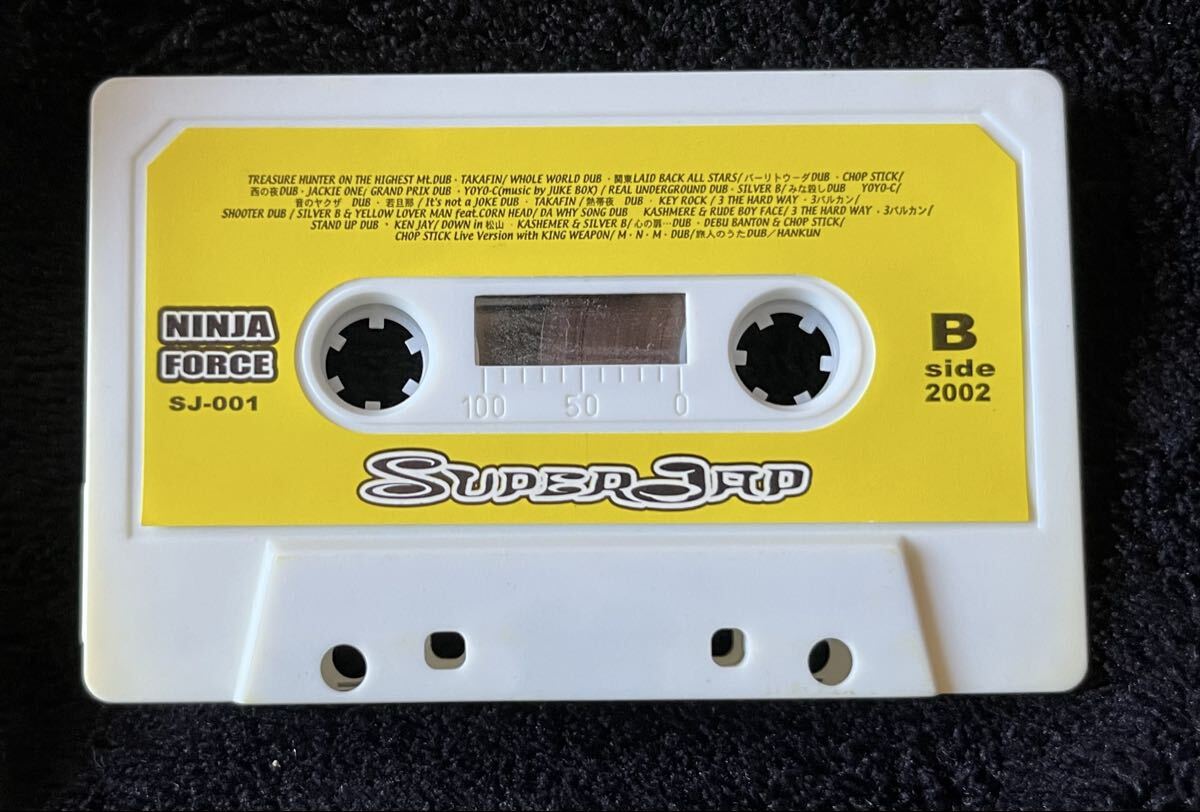 TREASURE HUNTER ON THE HIGHEST Mt.DUB・TAKAFIN/ WHOLE WORLD DUB ・関東LAID BACK ALL STARS/ バーリトゥーダDUB ・CHOP STICK/
西の夜DUB・JACKIE ONE/ GRAND PRIX DUB ・YOYO-C(music by JUKE BOX) / REAL UNDERGROUND DUB・SILVER B/ みな殺しDUB YOYO-C/
音のヤクザ DUB ・ 若旦那 / It's not a JOKE DUB ・ TAKAFIN / 熱帯夜 DUB ・ KEY ROCK / 3 THE HARD WAY ・3バルカン/
SHOOTER DUB / SILVER B & YELLOW LOVER MAN feat.CORN HEAD/ DA WHY SONG DUB KASHMERE & RUDE BOY FACE/ 3 THE HARD WAY ・3バルカン/
STAND UP DUB ・ KEN JAY/ DOWN in 松山 ・KASHEMER & SILVER B/ 心の扉…DUB ・DEBU BANTON & CHOP STICK/
CHOP STICK Live Version with KING WEAPON/ M・N・M・DUB/ 旅人のうたDUB／HANKUN
NINJA
FORCE
SJ-001
100 50 0
B
side
2002
SUPER JAP